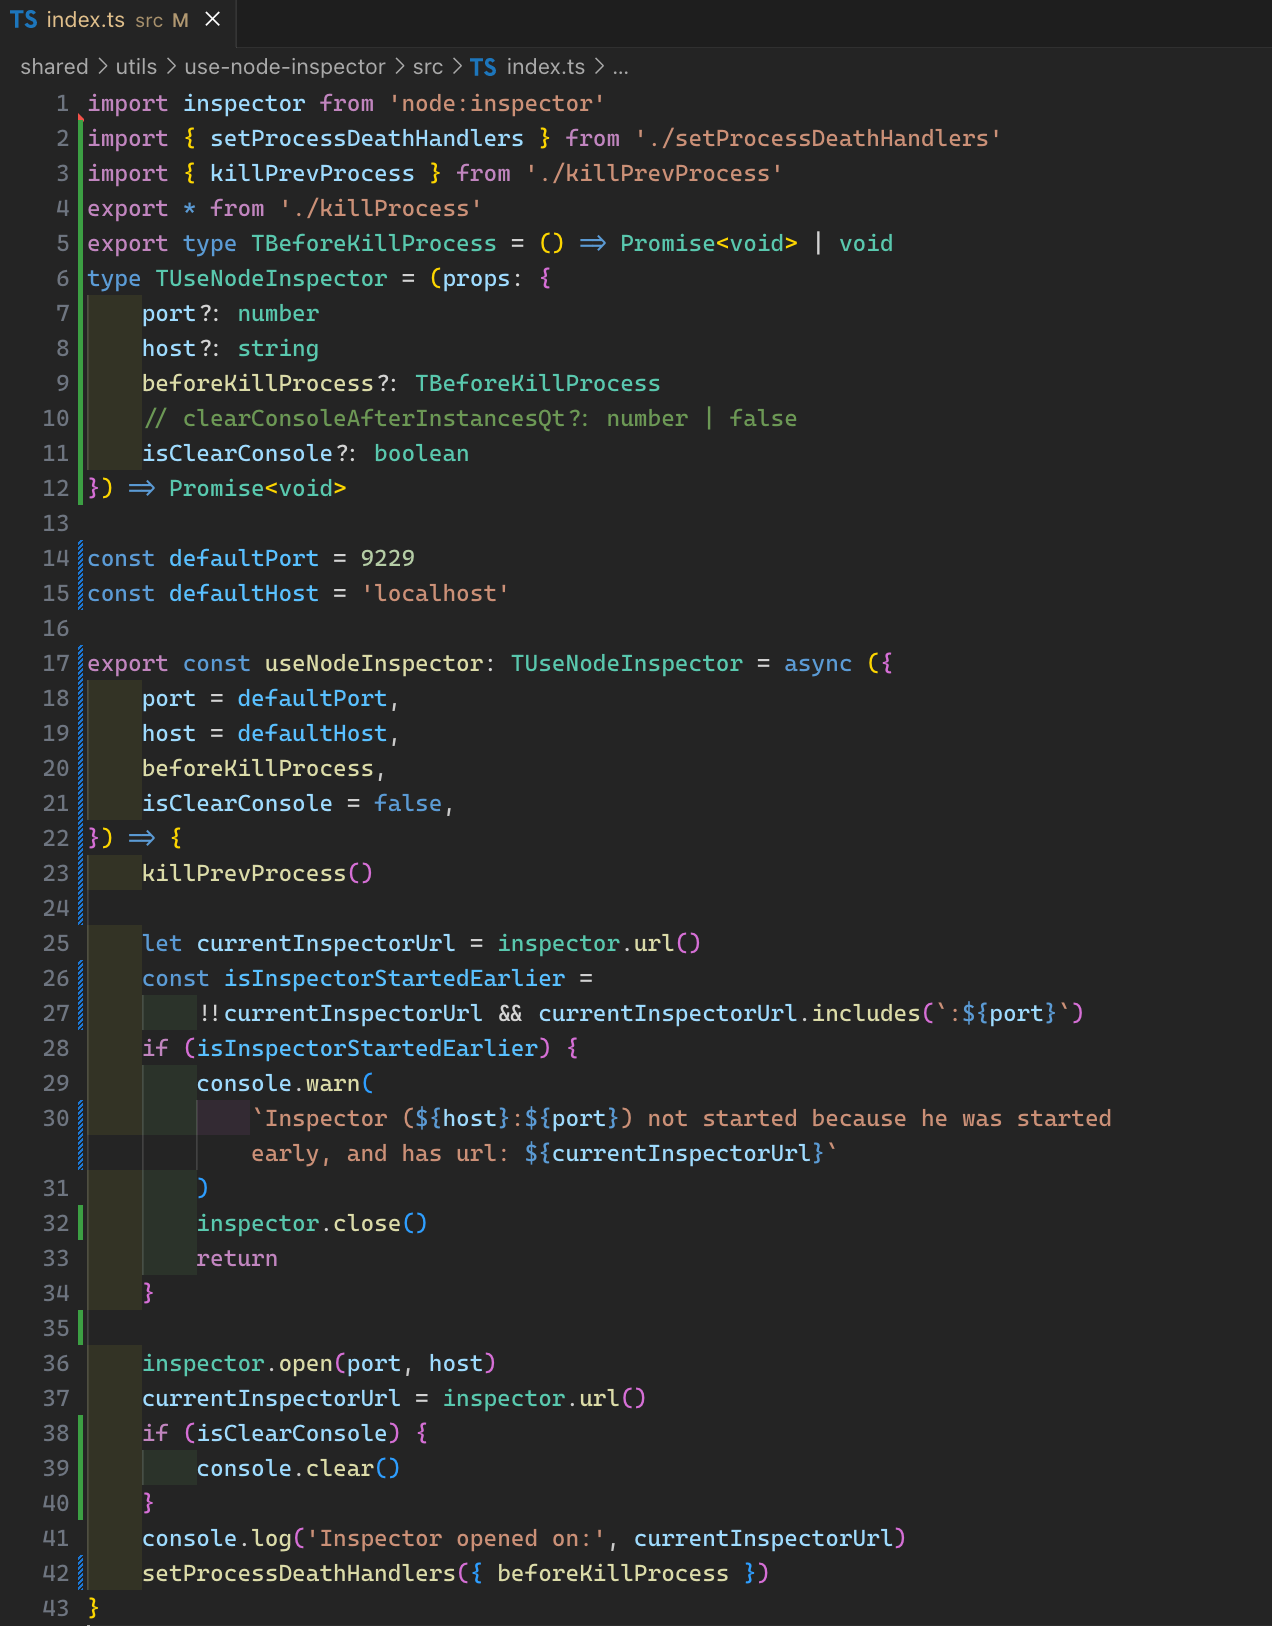 TS index.ts src M ×
shared > utils > use-node-inspector > src > TS index.ts > ...
1 import inspector from 'node:inspector'
2 import { setProcessDeathHandlers } from './setProcessDeathHandlers'
3 import { killPrevProcess } from './killPrevProcess'
4 export * from './killProcess'
5 export type TBeforeKillProcess = () => Promise<void> | void
6 type TUseNodeInspector = (props: {
7     port?: number
8     host?: string
9     beforeKillProcess?: TBeforeKillProcess
10     // clearConsoleAfterInstancesQt?: number | false
11     isClearConsole?: boolean
12 }) => Promise<void>
13
14 const defaultPort = 9229
15 const defaultHost = 'localhost'
16
17 export const useNodeInspector: TUseNodeInspector = async ({
18     port = defaultPort,
19     host = defaultHost,
20     beforeKillProcess,
21     isClearConsole = false,
22 }) => {
23     killPrevProcess()
24
25     let currentInspectorUrl = inspector.url()
26     const isInspectorStartedEarlier =
27         !!currentInspectorUrl && currentInspectorUrl.includes(`:${port}`)
28     if (isInspectorStartedEarlier) {
29         console.warn(
30             `Inspector (${host}:${port}) not started because he was started
            early, and has url: ${currentInspectorUrl}`
31         )
32         inspector.close()
33         return
34     }
35
36     inspector.open(port, host)
37     currentInspectorUrl = inspector.url()
38     if (isClearConsole) {
39         console.clear()
40     }
41     console.log('Inspector opened on:', currentInspectorUrl)
42     setProcessDeathHandlers({ beforeKillProcess })
43 }